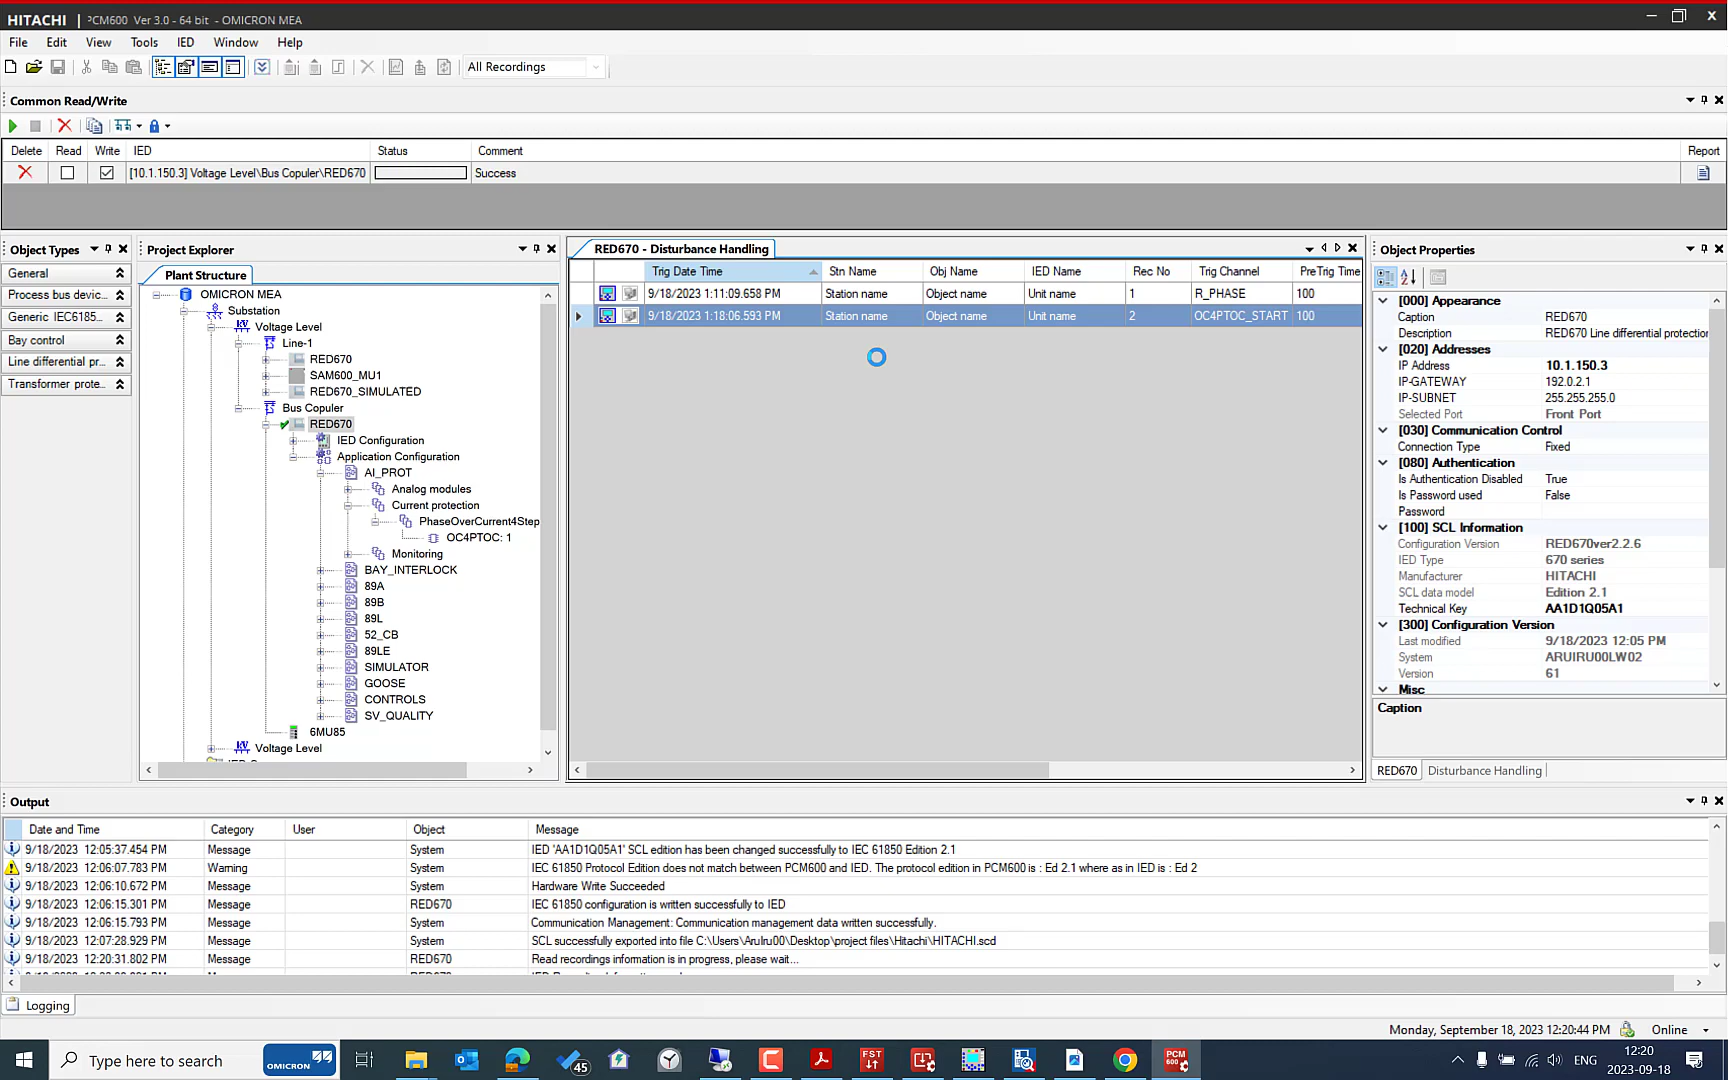 HITACHI | PCM600 Ver 3.0 - 64 bit - OMICRON MEA
File Edit View Tools IED Window Help
All Recordings
Common Read/Write
Delete Read Write IED Status Comment Report
[10.1.150.3] Voltage Level\Bus Copuler\RED670 Success
Object Types
General
Process bus devic...
Generic IEC6185...
Bay control
Line differential pr...
Transformer prote...
Project Explorer
Plant Structure
OMICRON MEA
Substation
Voltage Level
Line-1
RED670
SAM600_MU1
RED670_SIMULATED
Bus Copuler
RED670
IED Configuration
Application Configuration
AI_PROT
Analog modules
Current protection
PhaseOverCurrent4Step
OC4PTOC: 1
Monitoring
BAY_INTERLOCK
89A
89B
89L
52_CB
89LE
SIMULATOR
GOOSE
CONTROLS
SV_QUALITY
6MU85
Voltage Level
RED670 - Disturbance Handling
Trig Date Time Stn Name Obj Name IED Name Rec No Trig Channel PreTrig Time
9/18/2023 1:11:09.658 PM Station name Object name Unit name 1 R_PHASE 100
9/18/2023 1:18:06.593 PM Station name Object name Unit name 2 OC4PTOC_START 100
Object Properties
[000] Appearance
Caption RED670
Description RED670 Line differential protection
[020] Addresses
IP Address 10.1.150.3
IP-GATEWAY 192.0.2.1
IP-SUBNET 255.255.255.0
Selected Port Front Port
[030] Communication Control
Connection Type Fixed
[080] Authentication
Is Authentication Disabled True
Is Password used False
Password
[100] SCL Information
Configuration Version RED670ver2.2.6
IED Type 670 series
Manufacturer HITACHI
SCL data model Edition 2.1
Technical Key AA1D1Q05A1
[300] Configuration Version
Last modified 9/18/2023 12:05 PM
System ARUIRU00LW02
Version 61
Misc
Caption
RED670 Disturbance Handling
Output
Date and Time Category User Object Message
9/18/2023 12:05:37.454 PM Message System IED 'AA1D1Q05A1' SCL edition has been changed successfully to IEC 61850 Edition 2.1
9/18/2023 12:06:07.783 PM Warning System IEC 61850 Protocol Edition does not match between PCM600 and IED. The protocol edition in PCM600 is : Ed 2.1 where as in IED is : Ed 2
9/18/2023 12:06:10.672 PM Message System Hardware Write Succeeded
9/18/2023 12:06:15.301 PM Message RED670 IEC 61850 configuration is written successfully to IED
9/18/2023 12:06:15.793 PM Message System Communication Management: Communication management data written successfully.
9/18/2023 12:07:28.929 PM Message System SCL successfully exported into file C:\Users\ArulRu00\Desktop\project files\Hitachi\HITACHI.scd
9/18/2023 12:20:31.802 PM Message RED670 Read recordings information is in progress, please wait...
Logging
Monday, September 18, 2023 12:20:44 PM Online
Type here to search
OMICRON
45
FST
PCM 600
ENG
12:20
2023-09-18